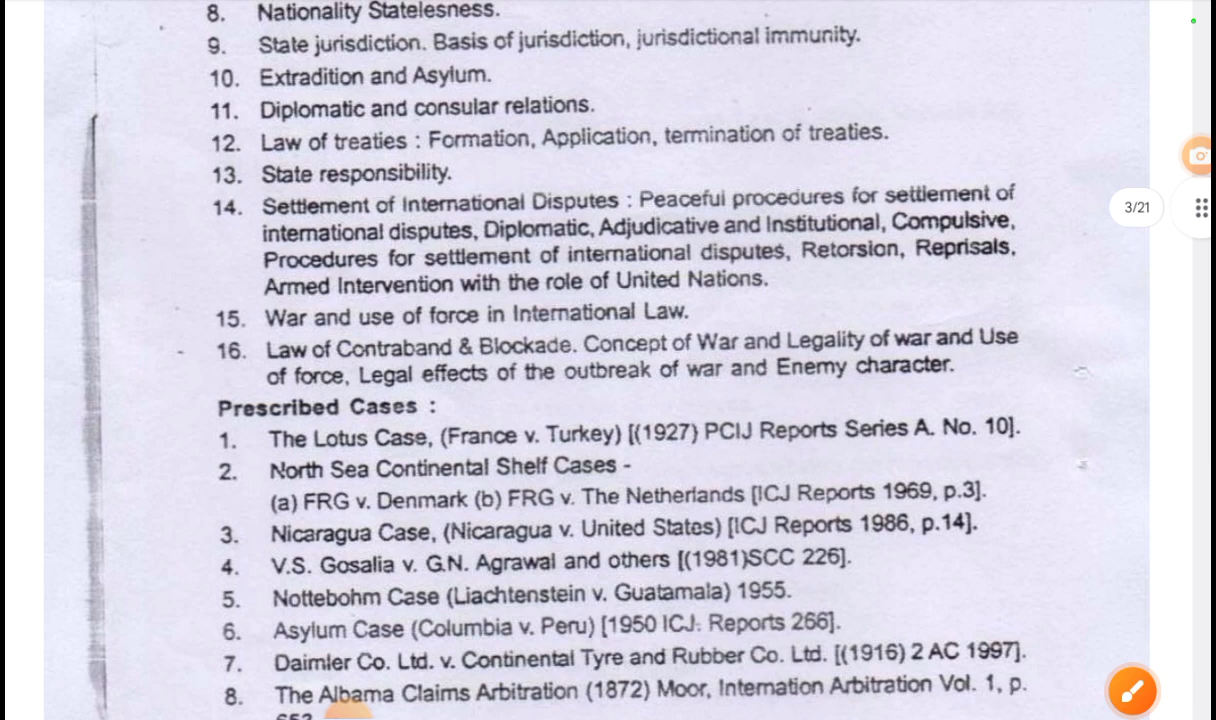 8. Nationality Statelesness.
9. State jurisdiction. Basis of jurisdiction, jurisdictional immunity.
10. Extradition and Asylum.
11. Diplomatic and consular relations.
3/21
12. Law of treaties : Formation, Application, termination of treaties.
13. State responsibility.
14. Settlement of International Disputes : Peaceful procedures for settlement of
international disputes, Diplomatic, Adjudicative and Institutional, Compulsive,
Procedures for settlement of international disputes, Retorsion, Reprisals,
Armed Intervention with the role of United Nations.
15. War and use of force in International Law.
16. Law of Contraband & Blockade. Concept of War and Legality of war and Use
of force, Legal effects of the outbreak of war and Enemy character.
Prescribed Cases :
1. The Lotus Case, (France v. Turkey) [(1927) PCIJ Reports Series A. No. 10].
2. North Sea Continental Shelf Cases -
(a) FRG v. Denmark (b) FRG v. The Netherlands [ICJ Reports 1969, p.3].
3. Nicaragua Case, (Nicaragua v. United States) [ICJ Reports 1986, p.14].
4. V.S. Gosalia v. G.N. Agrawal and others [(1981)SCC 226].
5. Nottebohm Case (Liachtenstein v. Guatamala) 1955.
6. Asylum Case (Columbia v. Peru) [1950 ICJ. Reports 266].
7. Daimler Co. Ltd. v. Continental Tyre and Rubber Co. Ltd. [(1916) 2 AC 1997].
8. The Albama Claims Arbitration (1872) Moor, Internation Arbitration Vol. 1, p.